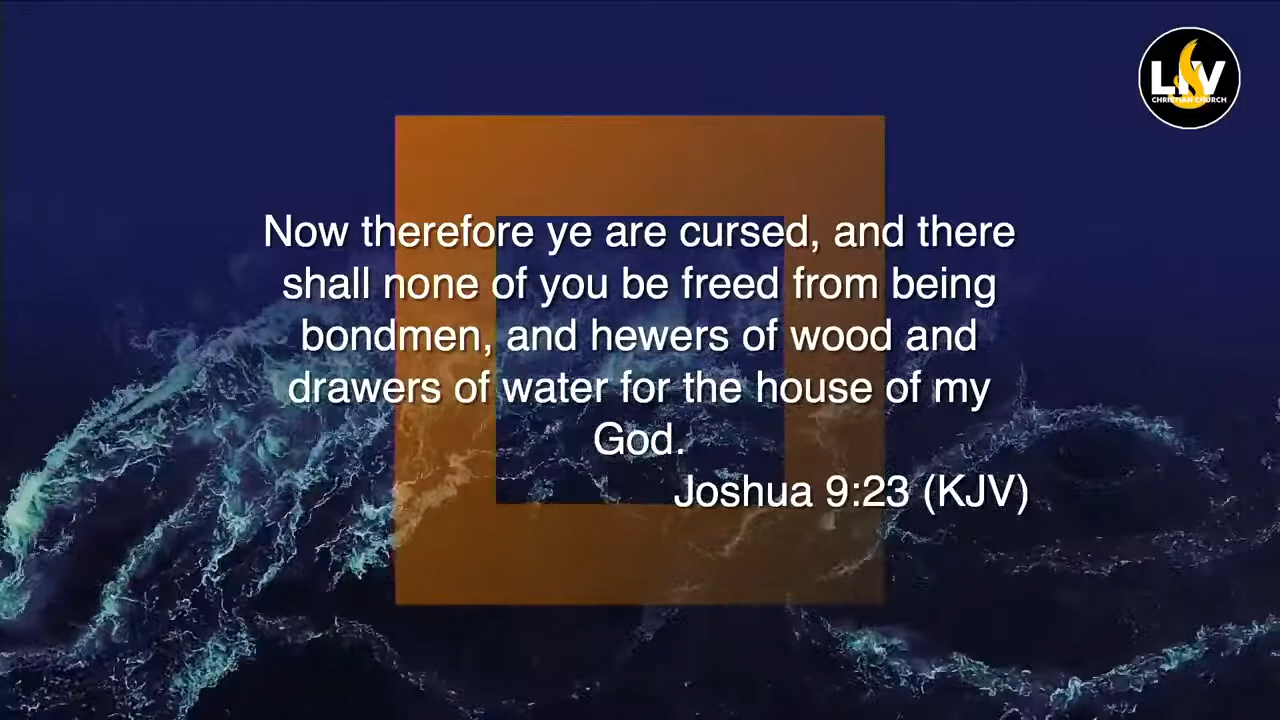 LIV
CHRISTIAN CHURCH
Now therefore ye are cursed, and there
shall none of you be freed from being
bondmen, and hewers of wood and
drawers of water for the house of my
God.
Joshua 9:23 (KJV)